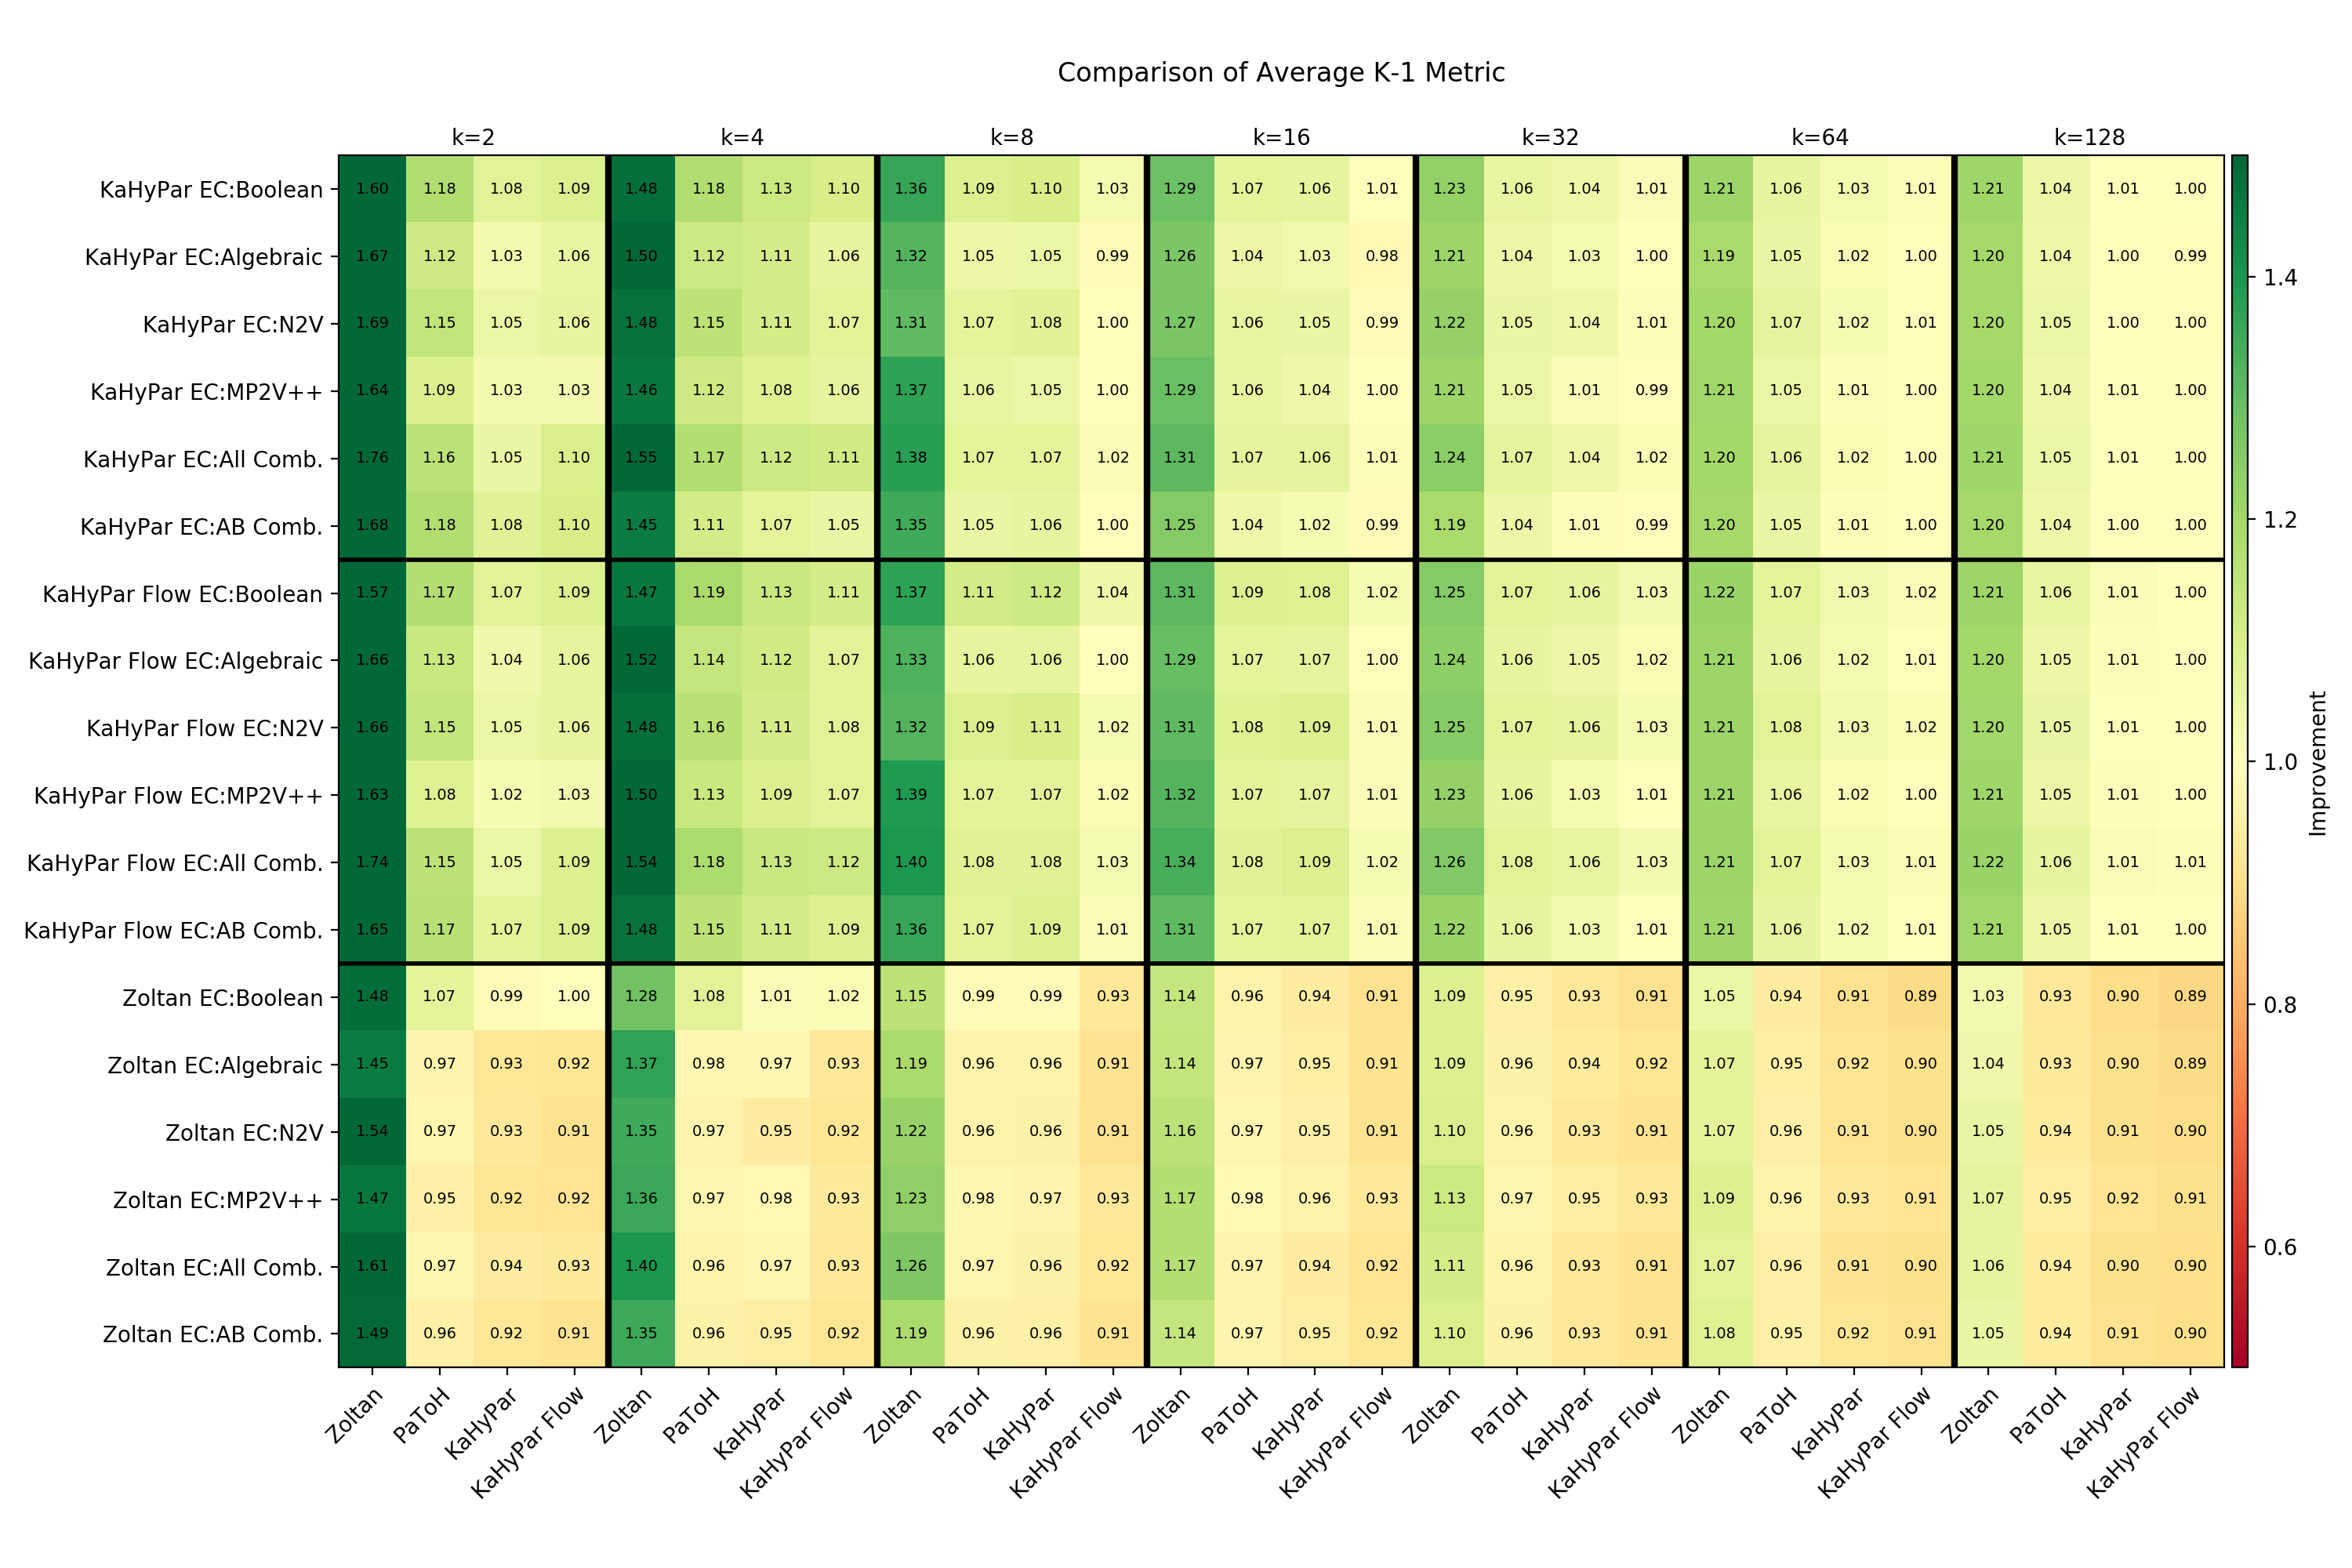 Comparison of Average K-1 Metric
k=2 k=4 k=8 k=16 k=32 k=64 k=128
KaHyPar EC:Boolean 1.60 1.18 1.08 1.09 1.48 1.18 1.13 1.10 1.36 1.09 1.10 1.03 1.29 1.07 1.06 1.01 1.23 1.06 1.04 1.01 1.21 1.06 1.03 1.01 1.21 1.04 1.01 1.00
KaHyPar EC:Algebraic 1.67 1.12 1.03 1.06 1.50 1.12 1.11 1.06 1.32 1.05 1.05 0.99 1.26 1.04 1.03 0.98 1.21 1.04 1.03 1.00 1.19 1.05 1.02 1.00 1.20 1.04 1.00 0.99
KaHyPar EC:N2V 1.69 1.15 1.05 1.06 1.48 1.15 1.11 1.07 1.31 1.07 1.08 1.00 1.27 1.06 1.05 0.99 1.22 1.05 1.04 1.01 1.20 1.07 1.02 1.01 1.20 1.05 1.00 1.00
KaHyPar EC:MP2V++ 1.64 1.09 1.03 1.03 1.46 1.12 1.08 1.06 1.37 1.06 1.05 1.00 1.29 1.06 1.04 1.00 1.21 1.05 1.01 0.99 1.21 1.05 1.01 1.00 1.20 1.04 1.01 1.00
KaHyPar EC:All Comb. 1.76 1.16 1.05 1.10 1.55 1.17 1.12 1.11 1.38 1.07 1.07 1.02 1.31 1.07 1.06 1.01 1.24 1.07 1.04 1.02 1.20 1.06 1.02 1.00 1.21 1.05 1.01 1.00
KaHyPar EC:AB Comb. 1.68 1.18 1.08 1.10 1.45 1.11 1.07 1.05 1.35 1.05 1.06 1.00 1.25 1.04 1.02 0.99 1.19 1.04 1.01 0.99 1.20 1.05 1.01 1.00 1.20 1.04 1.00 1.00
KaHyPar Flow EC:Boolean 1.57 1.17 1.07 1.09 1.47 1.19 1.13 1.11 1.37 1.11 1.12 1.04 1.31 1.09 1.08 1.02 1.25 1.07 1.06 1.03 1.22 1.07 1.03 1.02 1.21 1.06 1.01 1.00
KaHyPar Flow EC:Algebraic 1.66 1.13 1.04 1.06 1.52 1.14 1.12 1.07 1.33 1.06 1.06 1.00 1.29 1.07 1.07 1.00 1.24 1.06 1.05 1.02 1.21 1.06 1.02 1.01 1.20 1.05 1.01 1.00
KaHyPar Flow EC:N2V 1.66 1.15 1.05 1.06 1.48 1.16 1.11 1.08 1.32 1.09 1.11 1.02 1.31 1.08 1.09 1.01 1.25 1.07 1.06 1.03 1.21 1.08 1.03 1.02 1.20 1.05 1.01 1.00
KaHyPar Flow EC:MP2V++ 1.63 1.08 1.02 1.03 1.50 1.13 1.09 1.07 1.39 1.07 1.07 1.02 1.32 1.07 1.07 1.01 1.23 1.06 1.03 1.01 1.21 1.06 1.02 1.00 1.21 1.05 1.01 1.00
KaHyPar Flow EC:All Comb. 1.74 1.15 1.05 1.09 1.54 1.18 1.13 1.12 1.40 1.08 1.08 1.03 1.34 1.08 1.09 1.02 1.26 1.08 1.06 1.03 1.21 1.07 1.03 1.01 1.22 1.06 1.01 1.01
KaHyPar Flow EC:AB Comb. 1.65 1.17 1.07 1.09 1.48 1.15 1.11 1.09 1.36 1.07 1.09 1.01 1.31 1.07 1.07 1.01 1.22 1.06 1.03 1.01 1.21 1.06 1.02 1.01 1.21 1.05 1.01 1.00
Zoltan EC:Boolean 1.48 1.07 0.99 1.00 1.28 1.08 1.01 1.02 1.15 0.99 0.99 0.93 1.14 0.96 0.94 0.91 1.09 0.95 0.93 0.91 1.05 0.94 0.91 0.89 1.03 0.93 0.90 0.89
Zoltan EC:Algebraic 1.45 0.97 0.93 0.92 1.37 0.98 0.97 0.93 1.19 0.96 0.96 0.91 1.14 0.97 0.95 0.91 1.09 0.96 0.94 0.92 1.07 0.95 0.92 0.90 1.04 0.93 0.90 0.89
Zoltan EC:N2V 1.54 0.97 0.93 0.91 1.35 0.97 0.95 0.92 1.22 0.96 0.96 0.91 1.16 0.97 0.95 0.91 1.10 0.96 0.93 0.91 1.07 0.96 0.91 0.90 1.05 0.94 0.91 0.90
Zoltan EC:MP2V++ 1.47 0.95 0.92 0.92 1.36 0.97 0.98 0.93 1.23 0.98 0.97 0.93 1.17 0.98 0.96 0.93 1.13 0.97 0.95 0.93 1.09 0.96 0.93 0.91 1.07 0.95 0.92 0.91
Zoltan EC:All Comb. 1.61 0.97 0.94 0.93 1.40 0.96 0.97 0.93 1.26 0.97 0.96 0.92 1.17 0.97 0.94 0.92 1.11 0.96 0.93 0.91 1.07 0.96 0.91 0.90 1.06 0.94 0.90 0.90
Zoltan EC:AB Comb. 1.49 0.96 0.92 0.91 1.35 0.96 0.95 0.92 1.19 0.96 0.96 0.91 1.14 0.97 0.95 0.92 1.10 0.96 0.93 0.91 1.08 0.95 0.92 0.91 1.05 0.94 0.91 0.90
Zoltan PaToH KaHyPar KaHyPar Flow Zoltan PaToH KaHyPar KaHyPar Flow Zoltan PaToH KaHyPar KaHyPar Flow Zoltan PaToH KaHyPar KaHyPar Flow Zoltan PaToH KaHyPar KaHyPar Flow Zoltan PaToH KaHyPar KaHyPar Flow Zoltan PaToH KaHyPar KaHyPar Flow
1.4
1.2
1.0
0.8
0.6
Improvement